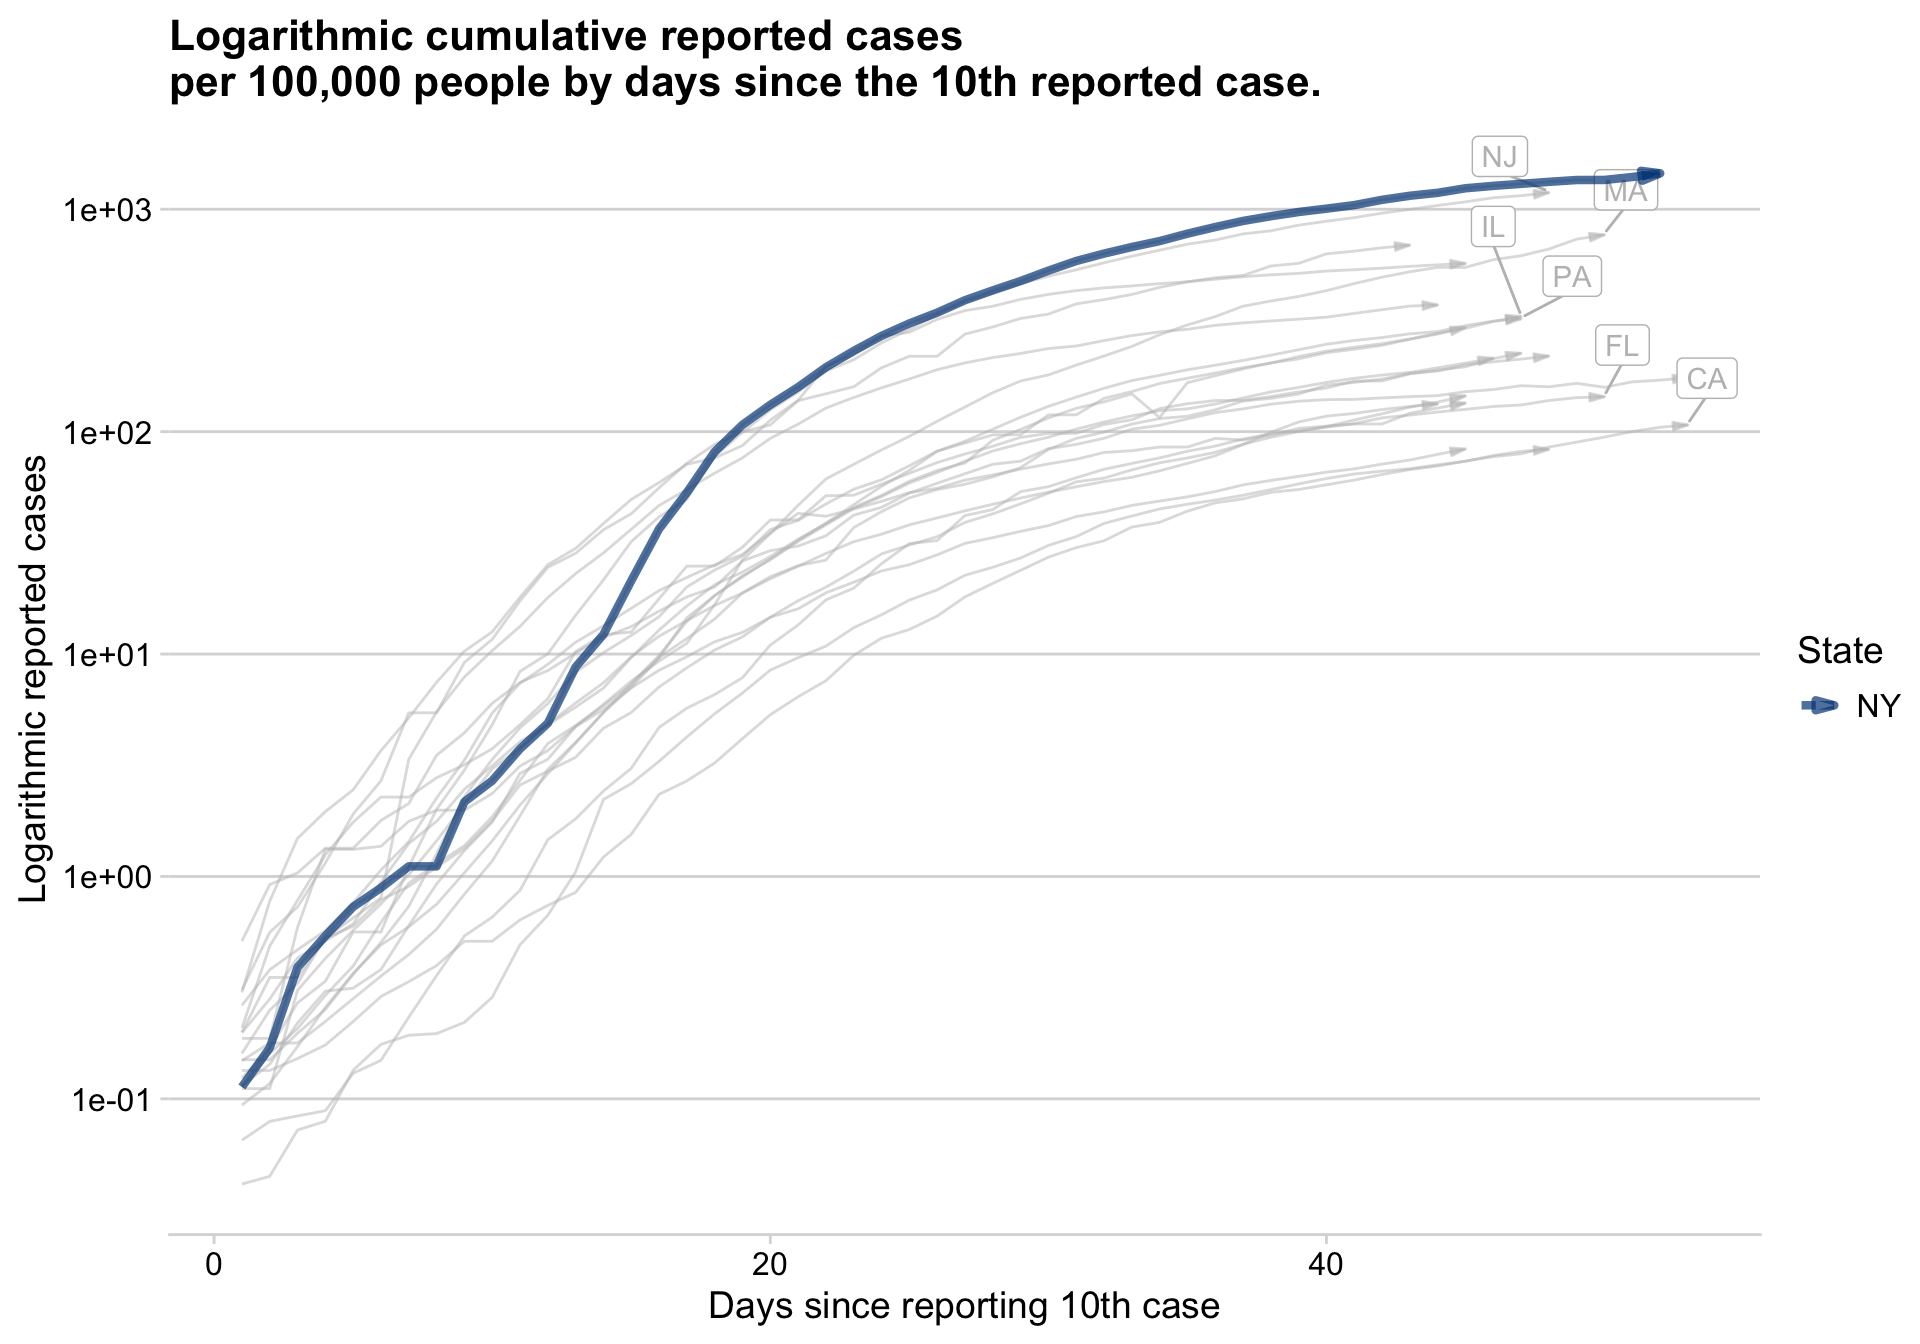 Logarithmic cumulative reported cases
per 100,000 people by days since the 10th reported case.
NJ
MA
IL
PA
FL
CA
1e+03
1e+02
1e+01
1e+00
1e-01
Logarithmic reported cases
0
20
40
Days since reporting 10th case
State
NY